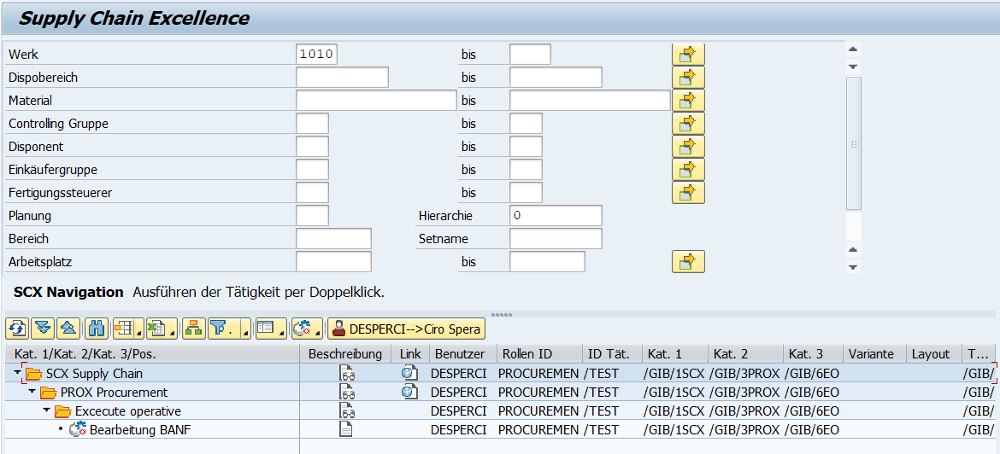 Supply Chain Excellence
Werk 1010 bis
Dispobereich bis
Material bis
Controlling Gruppe bis
Disponent bis
Einkäufergruppe bis
Fertigungssteuerer bis
Planung Hierarchie 0
Bereich Setname
Arbeitsplatz bis
SCX Navigation Ausführen der Tätigkeit per Doppelklick.
DESPERCI-->Ciro Spera
Kat. 1/Kat. 2/Kat. 3/Pos. Beschreibung Link Benutzer Rollen ID ID Tät. Kat. 1 Kat. 2 Kat. 3 Variante Layout T...
SCX Supply Chain DESPERCI PROCUREMEN /TEST /GIB/1SCX /GIB/3PROX /GIB/6EO /GIB/
PROX Procurement DESPERCI PROCUREMEN /TEST /GIB/1SCX /GIB/3PROX /GIB/6EO /GIB/
Excecute operative DESPERCI PROCUREMEN /TEST /GIB/1SCX /GIB/3PROX /GIB/6EO /GIB/
Bearbeitung BANF DESPERCI PROCUREMEN /TEST /GIB/1SCX /GIB/3PROX /GIB/6EO /GIB/